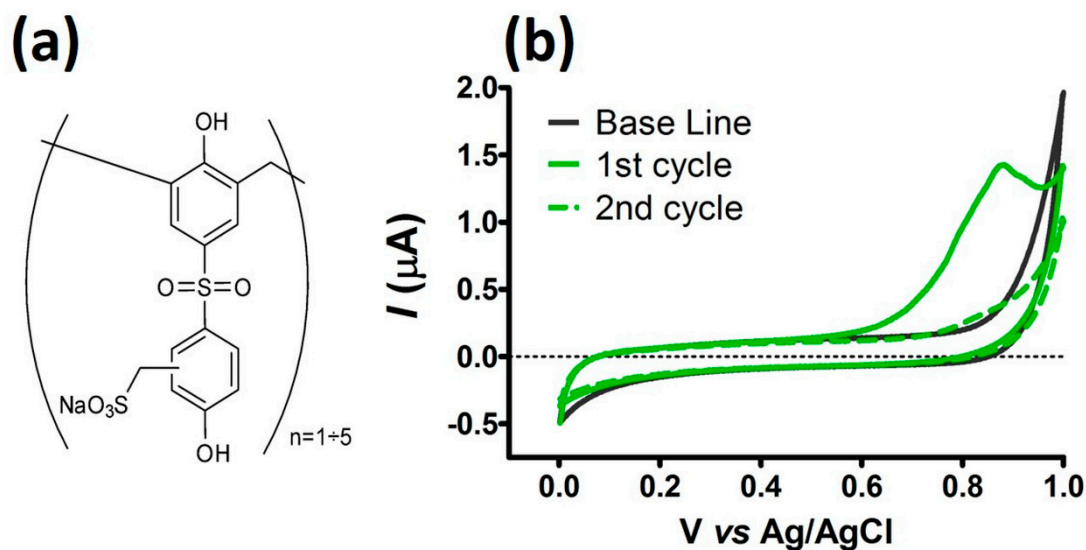 (a)
OH
O=S=O
NaO₃S
OH
n=1÷5
(b)
2.0
1.5
1.0
0.5
0.0
-0.5
I (μA)
Base Line
1st cycle
2nd cycle
0.0 0.2 0.4 0.6 0.8 1.0
V vs Ag/AgCl